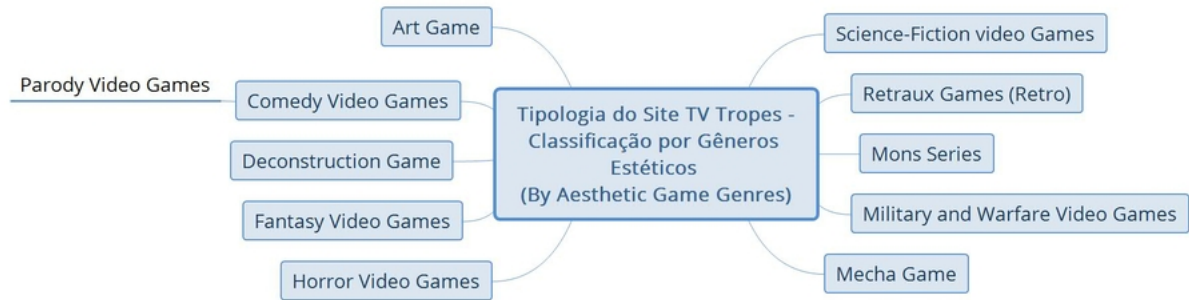 Art Game
Parody Video Games
Comedy Video Games
Deconstruction Game
Fantasy Video Games
Horror Video Games
Tipologia do Site TV Tropes -
Classificação por Gêneros
Estéticos
(By Aesthetic Game Genres)
Science-Fiction video Games
Retraux Games (Retro)
Mons Series
Military and Warfare Video Games
Mecha Game